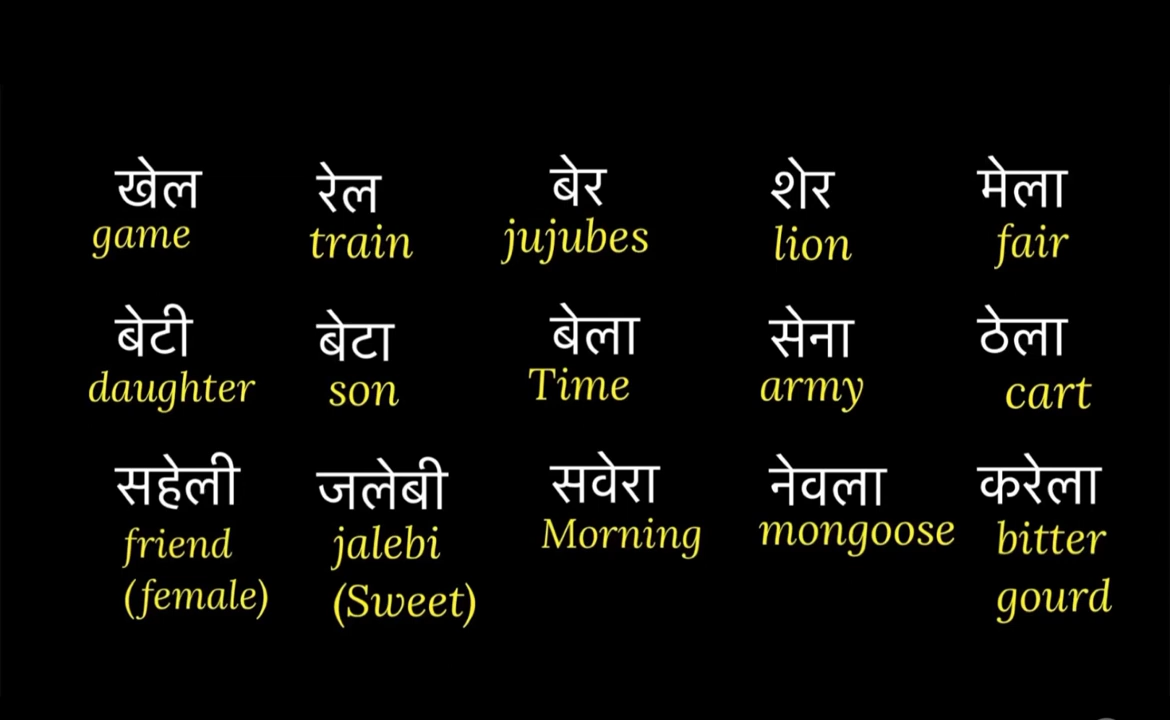 खेल रेल बेर शेर मेला
game train jujubes lion fair
बेटी बेटा बेला सेना ठेला
daughter son Time army cart
सहेली जलेबी सवेरा नेवला करेला
friend jalebi Morning mongoose bitter
(female) (Sweet) gourd